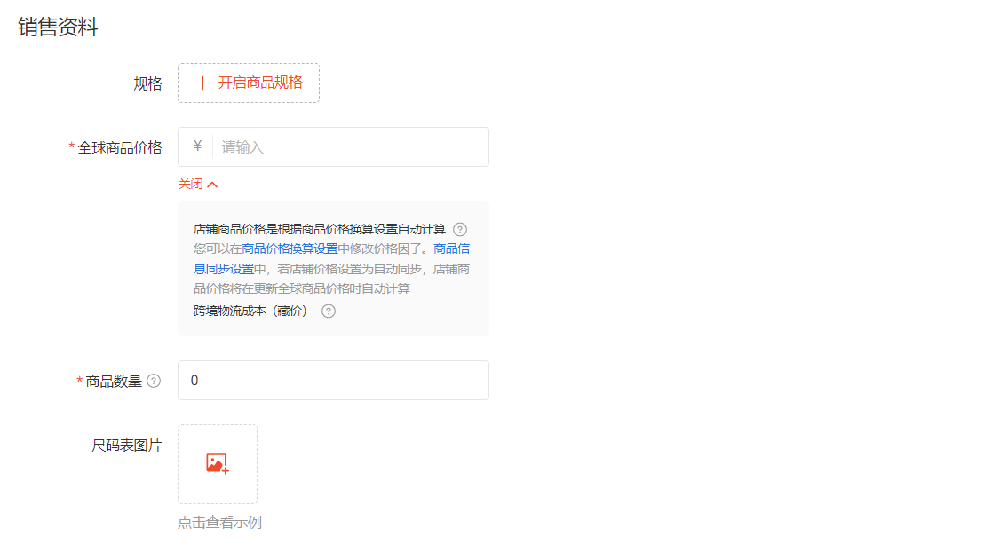 销售资料
规格
开启商品规格
* 全球商品价格
¥ 请输入
关闭
店铺商品价格是根据商品价格换算设置自动计算 ?
您可以在商品价格换算设置中修改价格因子。商品信
息同步设置中，若店铺价格设置为自动同步，店铺商
品价格将在更新全球商品价格时自动计算
跨境物流成本（藏价） ?
* 商品数量 ?
0
尺码表图片
点击查看示例